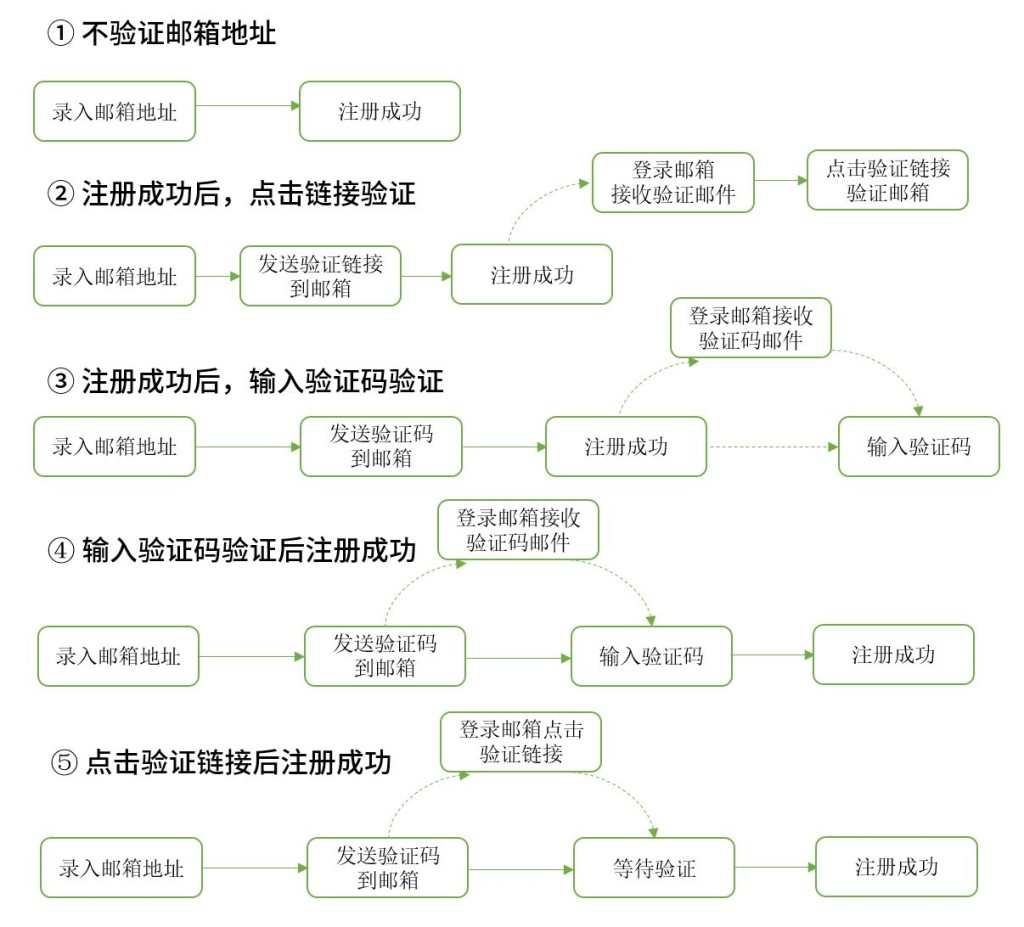 ① 不验证邮箱地址
录入邮箱地址
注册成功
② 注册成功后，点击链接验证
登录邮箱
接收验证邮件
点击验证链接
验证邮箱
录入邮箱地址
发送验证链接
到邮箱
注册成功
③ 注册成功后，输入验证码验证
登录邮箱接收
验证码邮件
录入邮箱地址
发送验证码
到邮箱
注册成功
输入验证码
④ 输入验证码验证后注册成功
登录邮箱接收
验证码邮件
录入邮箱地址
发送验证码
到邮箱
输入验证码
注册成功
⑤ 点击验证链接后注册成功
登录邮箱点击
验证链接
录入邮箱地址
发送验证码
到邮箱
等待验证
注册成功